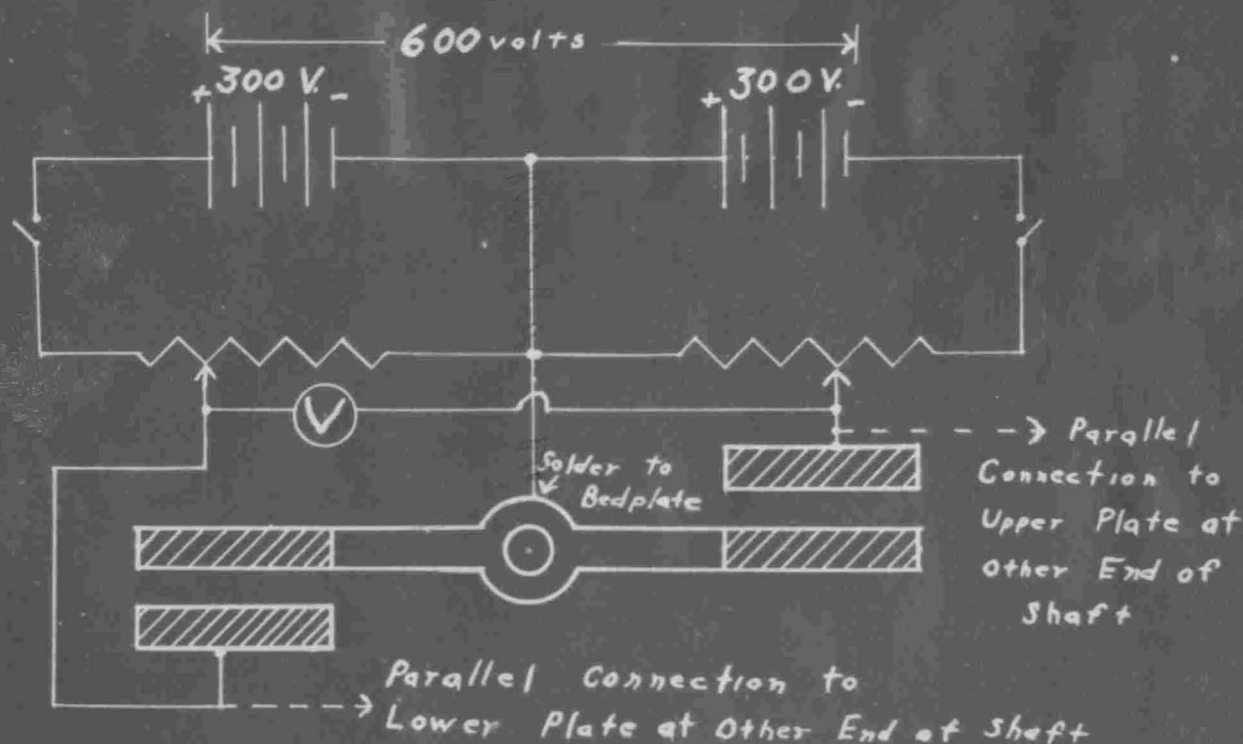 600 volts
+ 300 V. -
+ 300 V. -
V
Solder to
Bedplate
Parallel
Connection to
Upper Plate at
Other End of
Shaft
Parallel Connection to
Lower Plate at Other End of Shaft